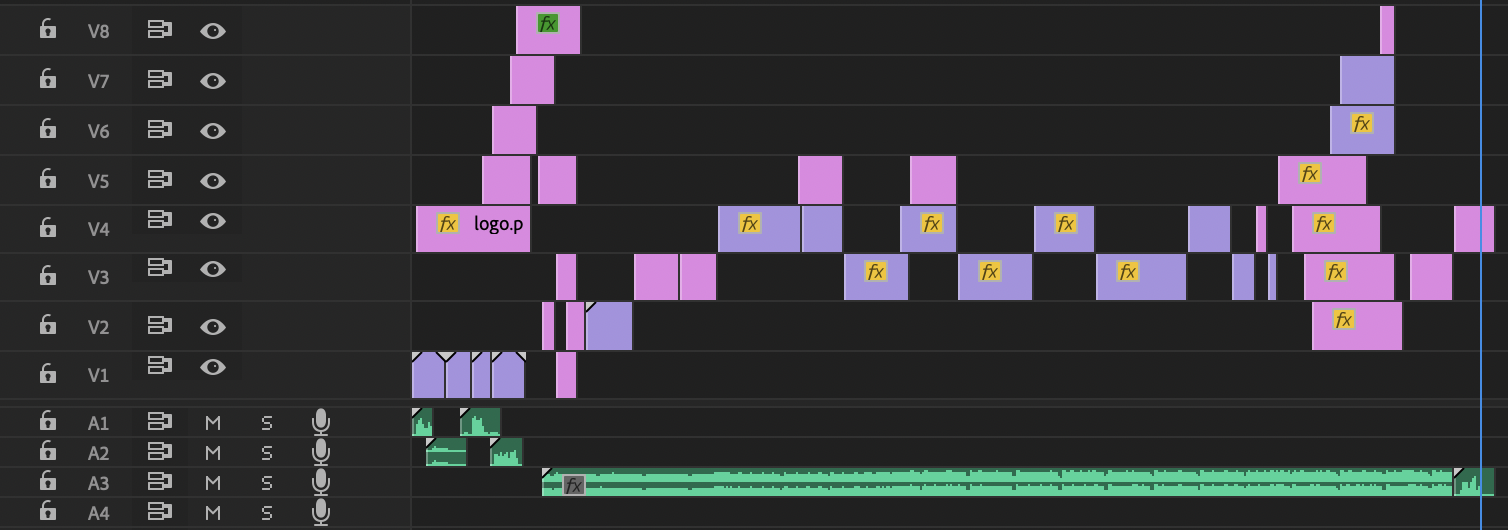 V8 fx
V7
V6 fx
V5 fx
V4 fx logo.p fx fx fx fx
V3 fx fx fx fx
V2 fx
V1
A1 M S
A2 M S
A3 M S fx
A4 M S